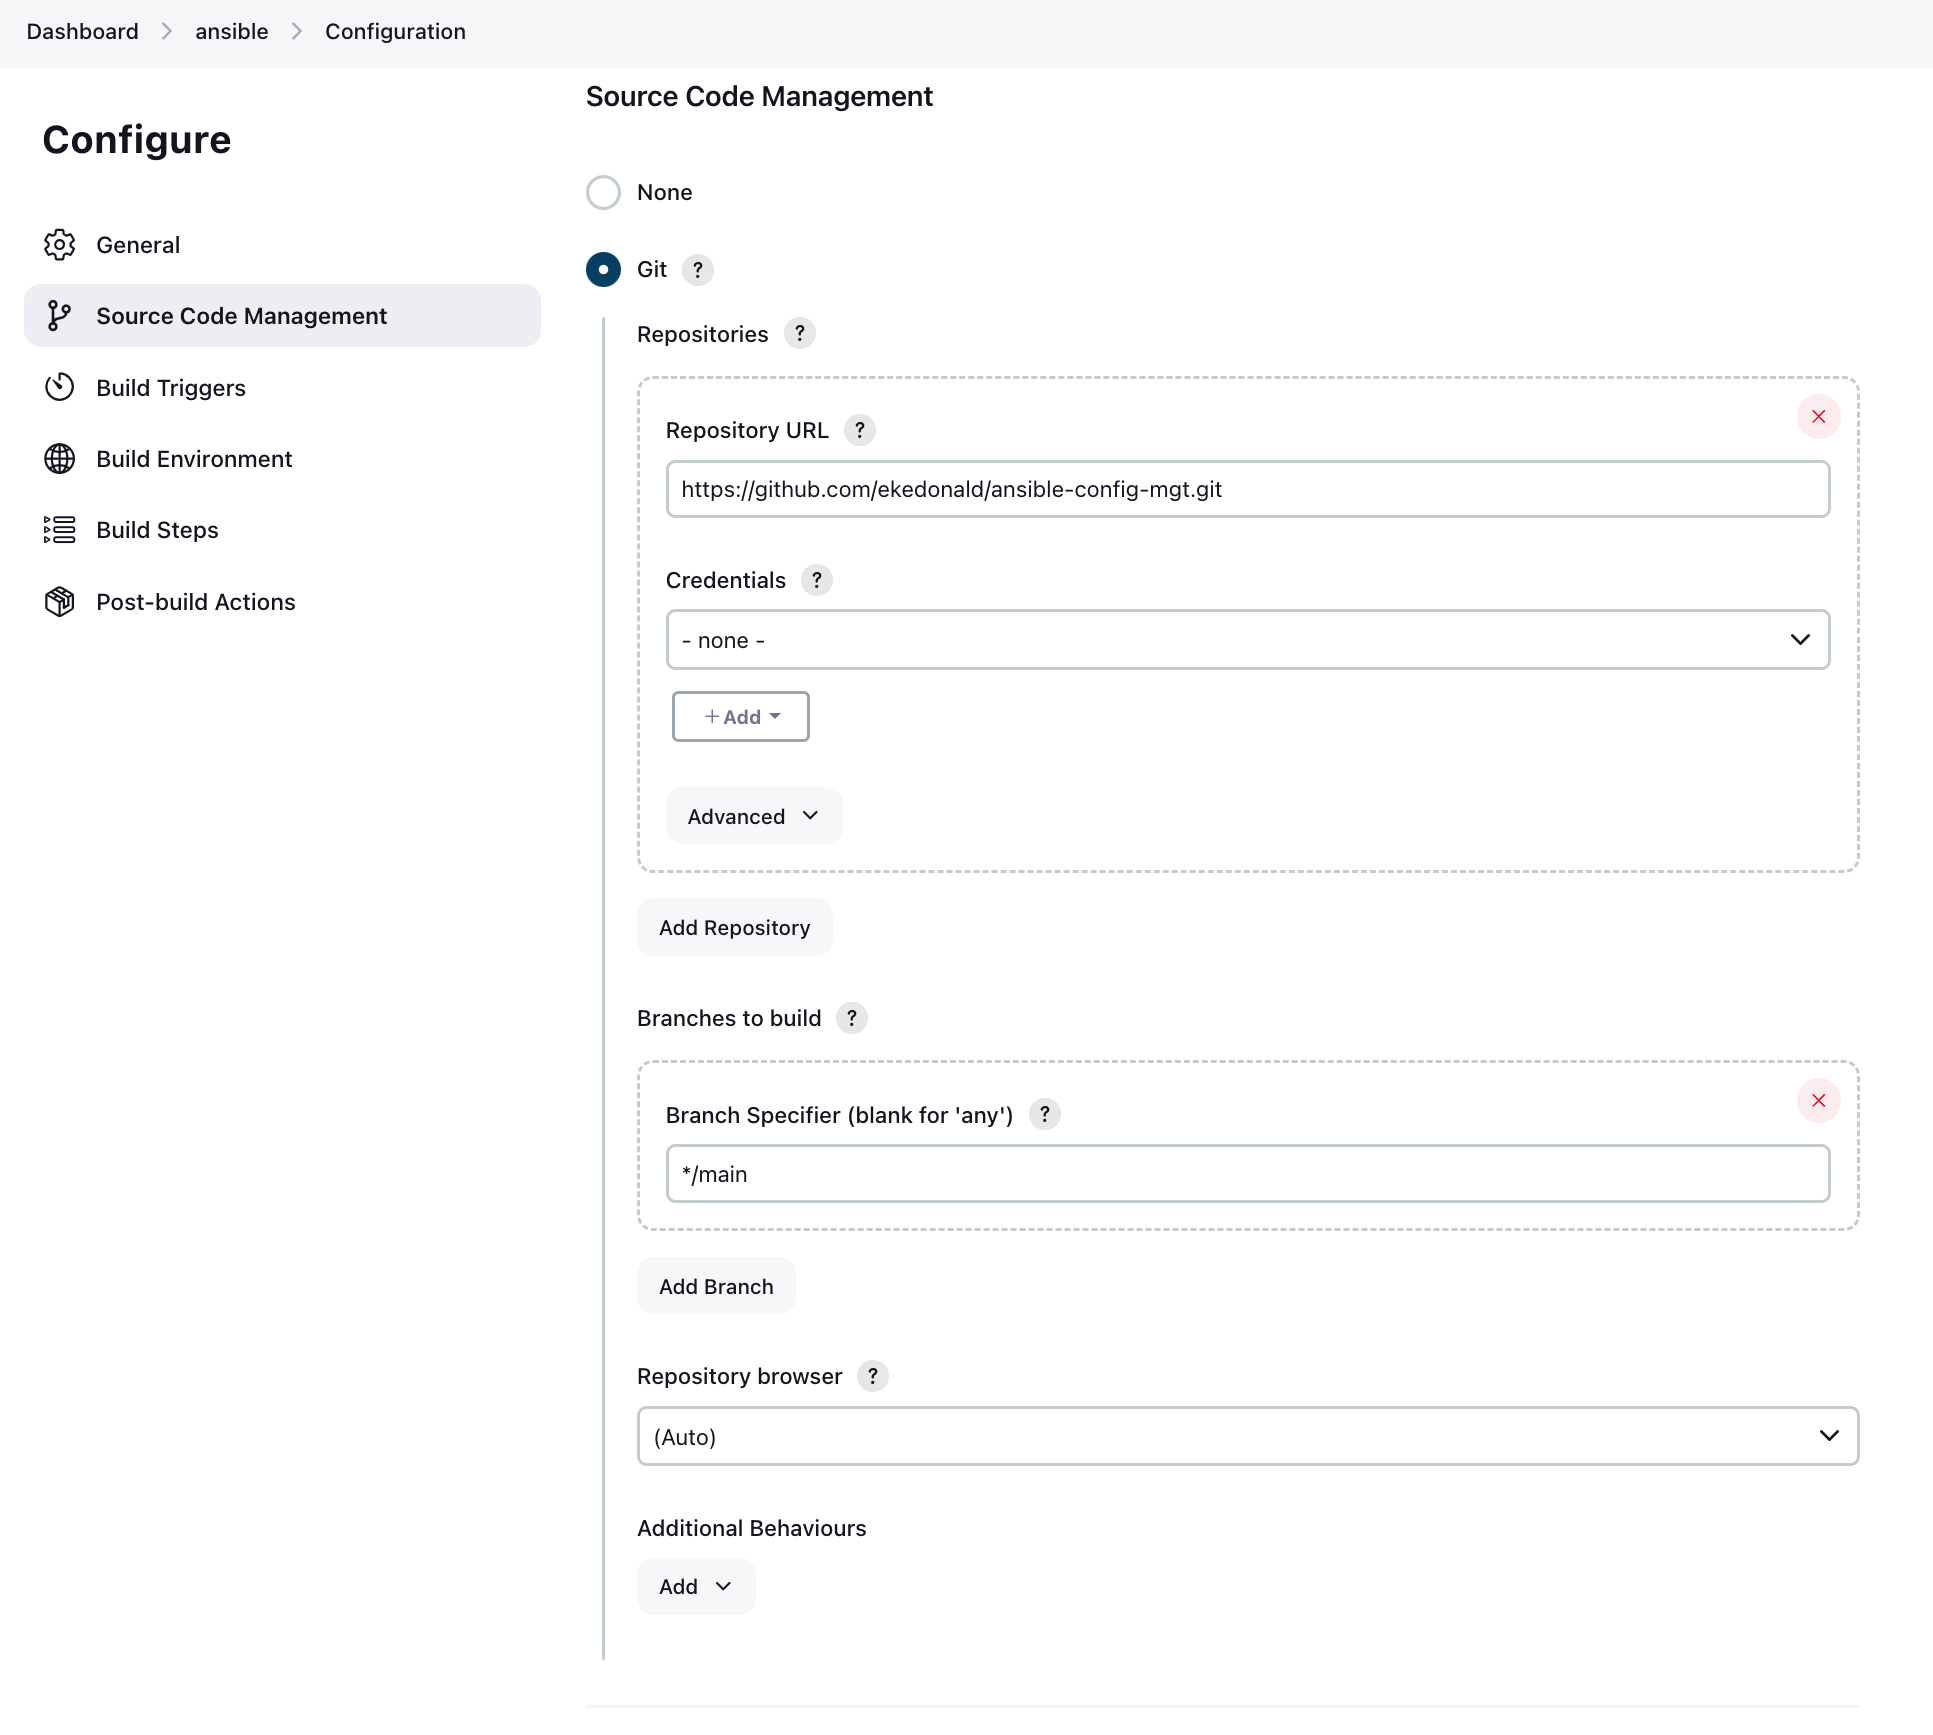 Dashboard > ansible > Configuration
Configure
General
Source Code Management
Build Triggers
Build Environment
Build Steps
Post-build Actions
Source Code Management
None
Git ?
Repositories ?
Repository URL ?
https://github.com/ekedonald/ansible-config-mgt.git
Credentials ?
- none -
+ Add
Advanced
Add Repository
Branches to build ?
Branch Specifier (blank for 'any') ?
*/main
Add Branch
Repository browser ?
(Auto)
Additional Behaviours
Add